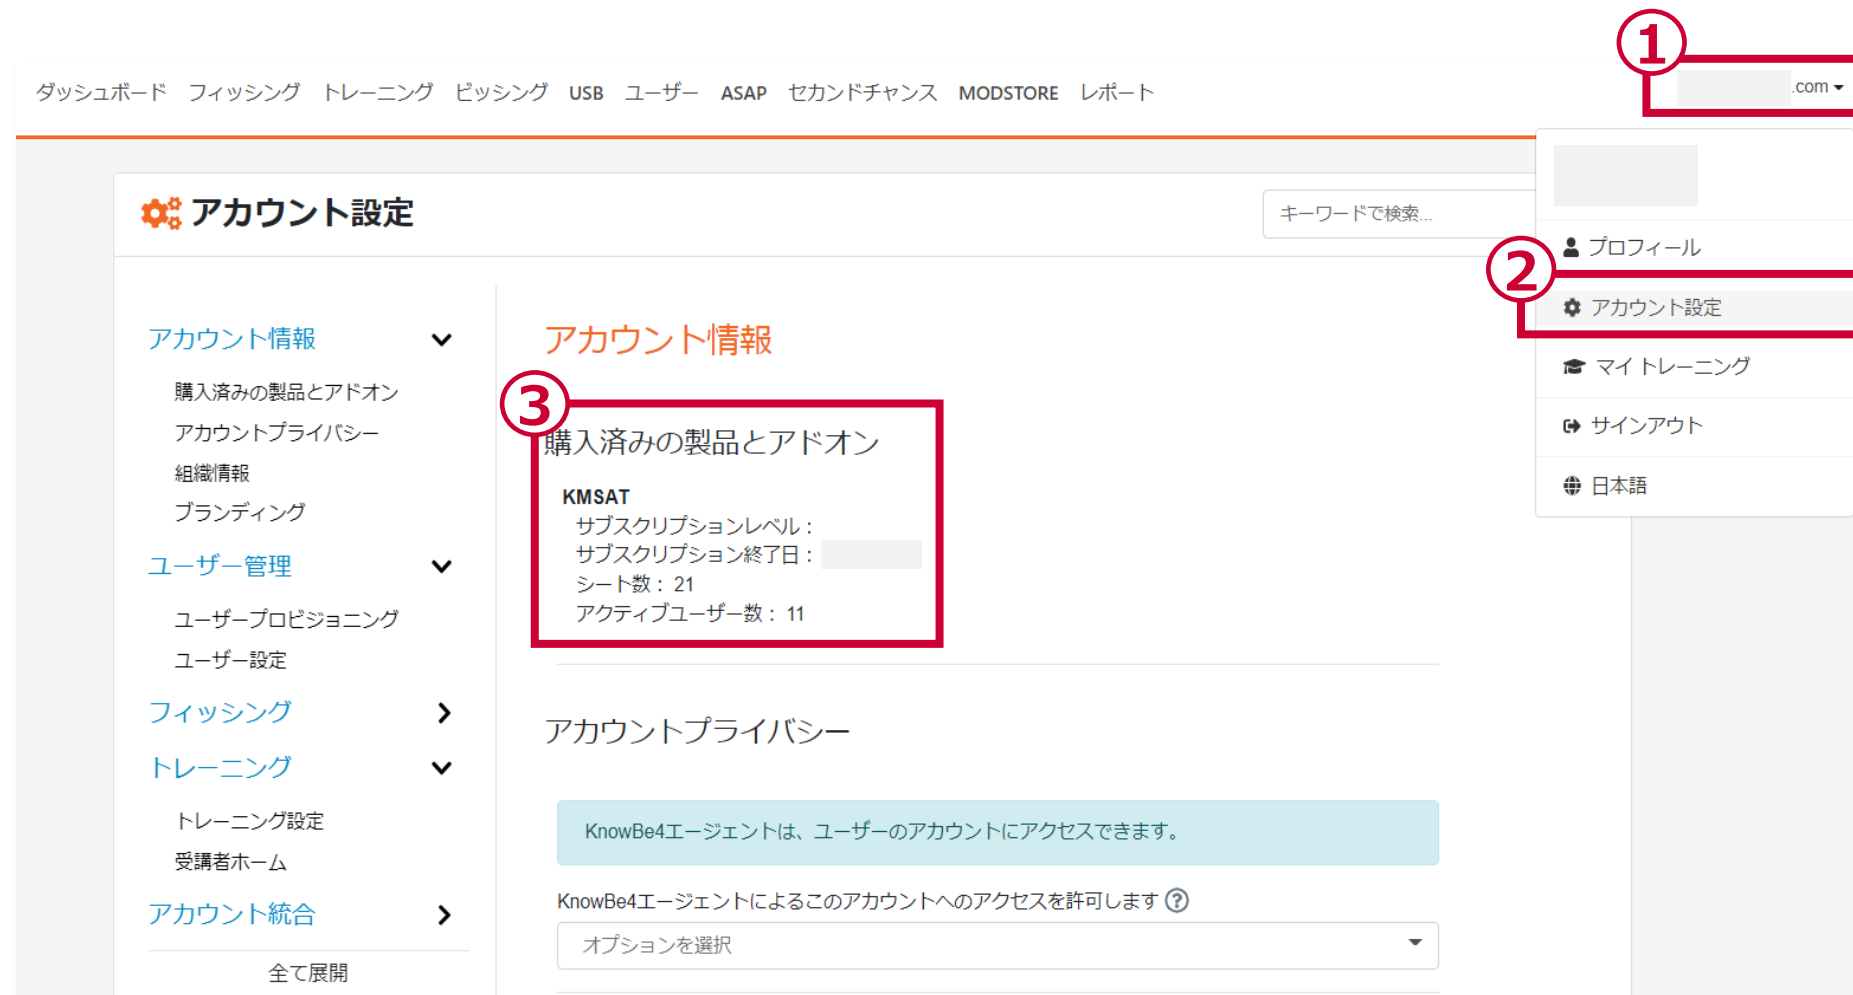 ①
ダッシュボード フィッシング トレーニング ビッシング USB ユーザー ASAP セカンドチャンス MODSTORE レポート
.com
アカウント設定
キーワードで検索...
プロフィール
②
アカウント設定
マイ トレーニング
サインアウト
日本語
アカウント情報
購入済みの製品とアドオン
アカウントプライバシー
組織情報
ブランディング
ユーザー管理
ユーザープロビジョニング
ユーザー設定
フィッシング
トレーニング
トレーニング設定
受講者ホーム
アカウント統合
全て展開
アカウント情報
③
購入済みの製品とアドオン
KMSAT
サブスクリプションレベル：
サブスクリプション終了日：
シート数： 21
アクティブユーザー数： 11
アカウントプライバシー
KnowBe4エージェントは、ユーザーのアカウントにアクセスできます。
KnowBe4エージェントによるこのアカウントへのアクセスを許可します ?
オプションを選択